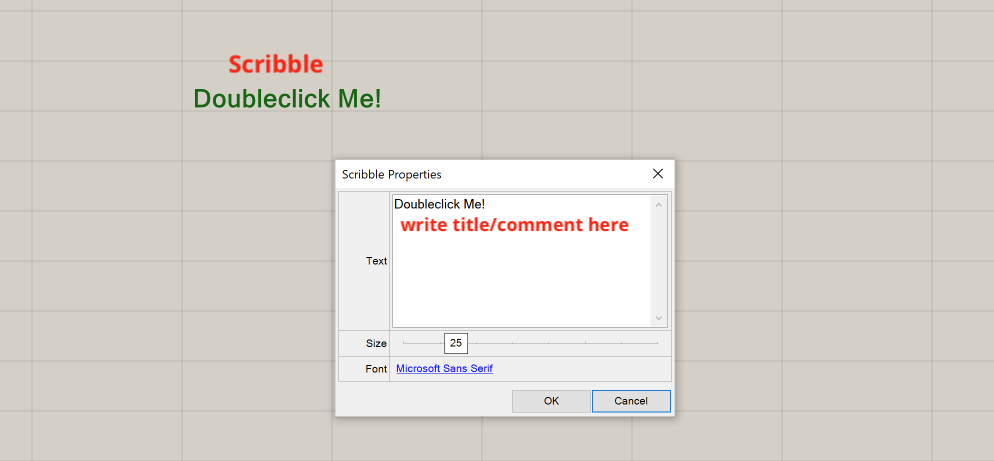 Scribble
Doubleclick Me!
Scribble Properties
Doubleclick Me!
write title/comment here
Text
Size 25
Font Microsoft Sans Serif
OK Cancel